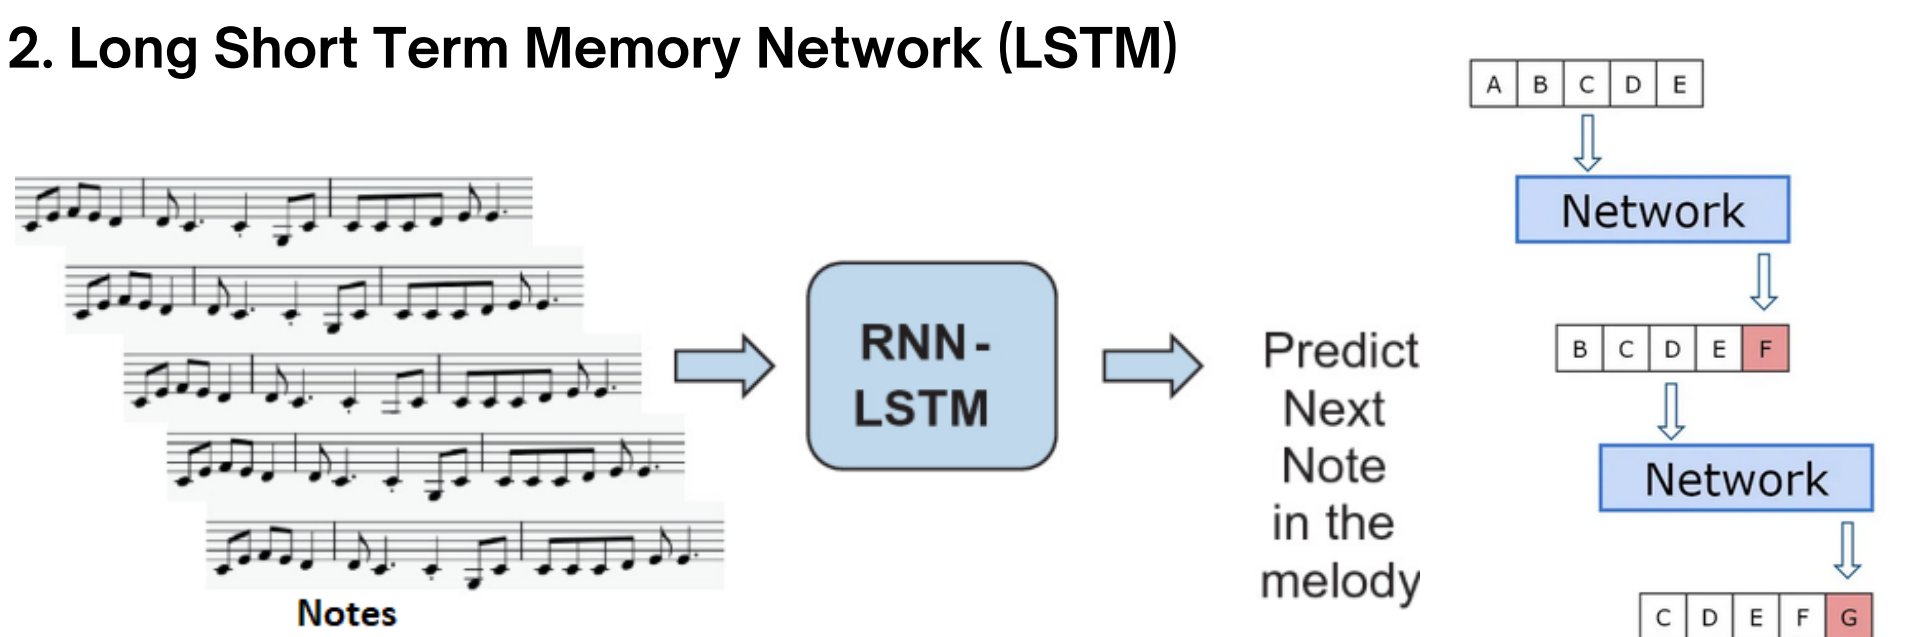 2. Long Short Term Memory Network (LSTM)
Notes
RNN-
LSTM
Predict
Next
Note
in the
melody
A B C D E
Network
B C D E F
Network
C D E F G